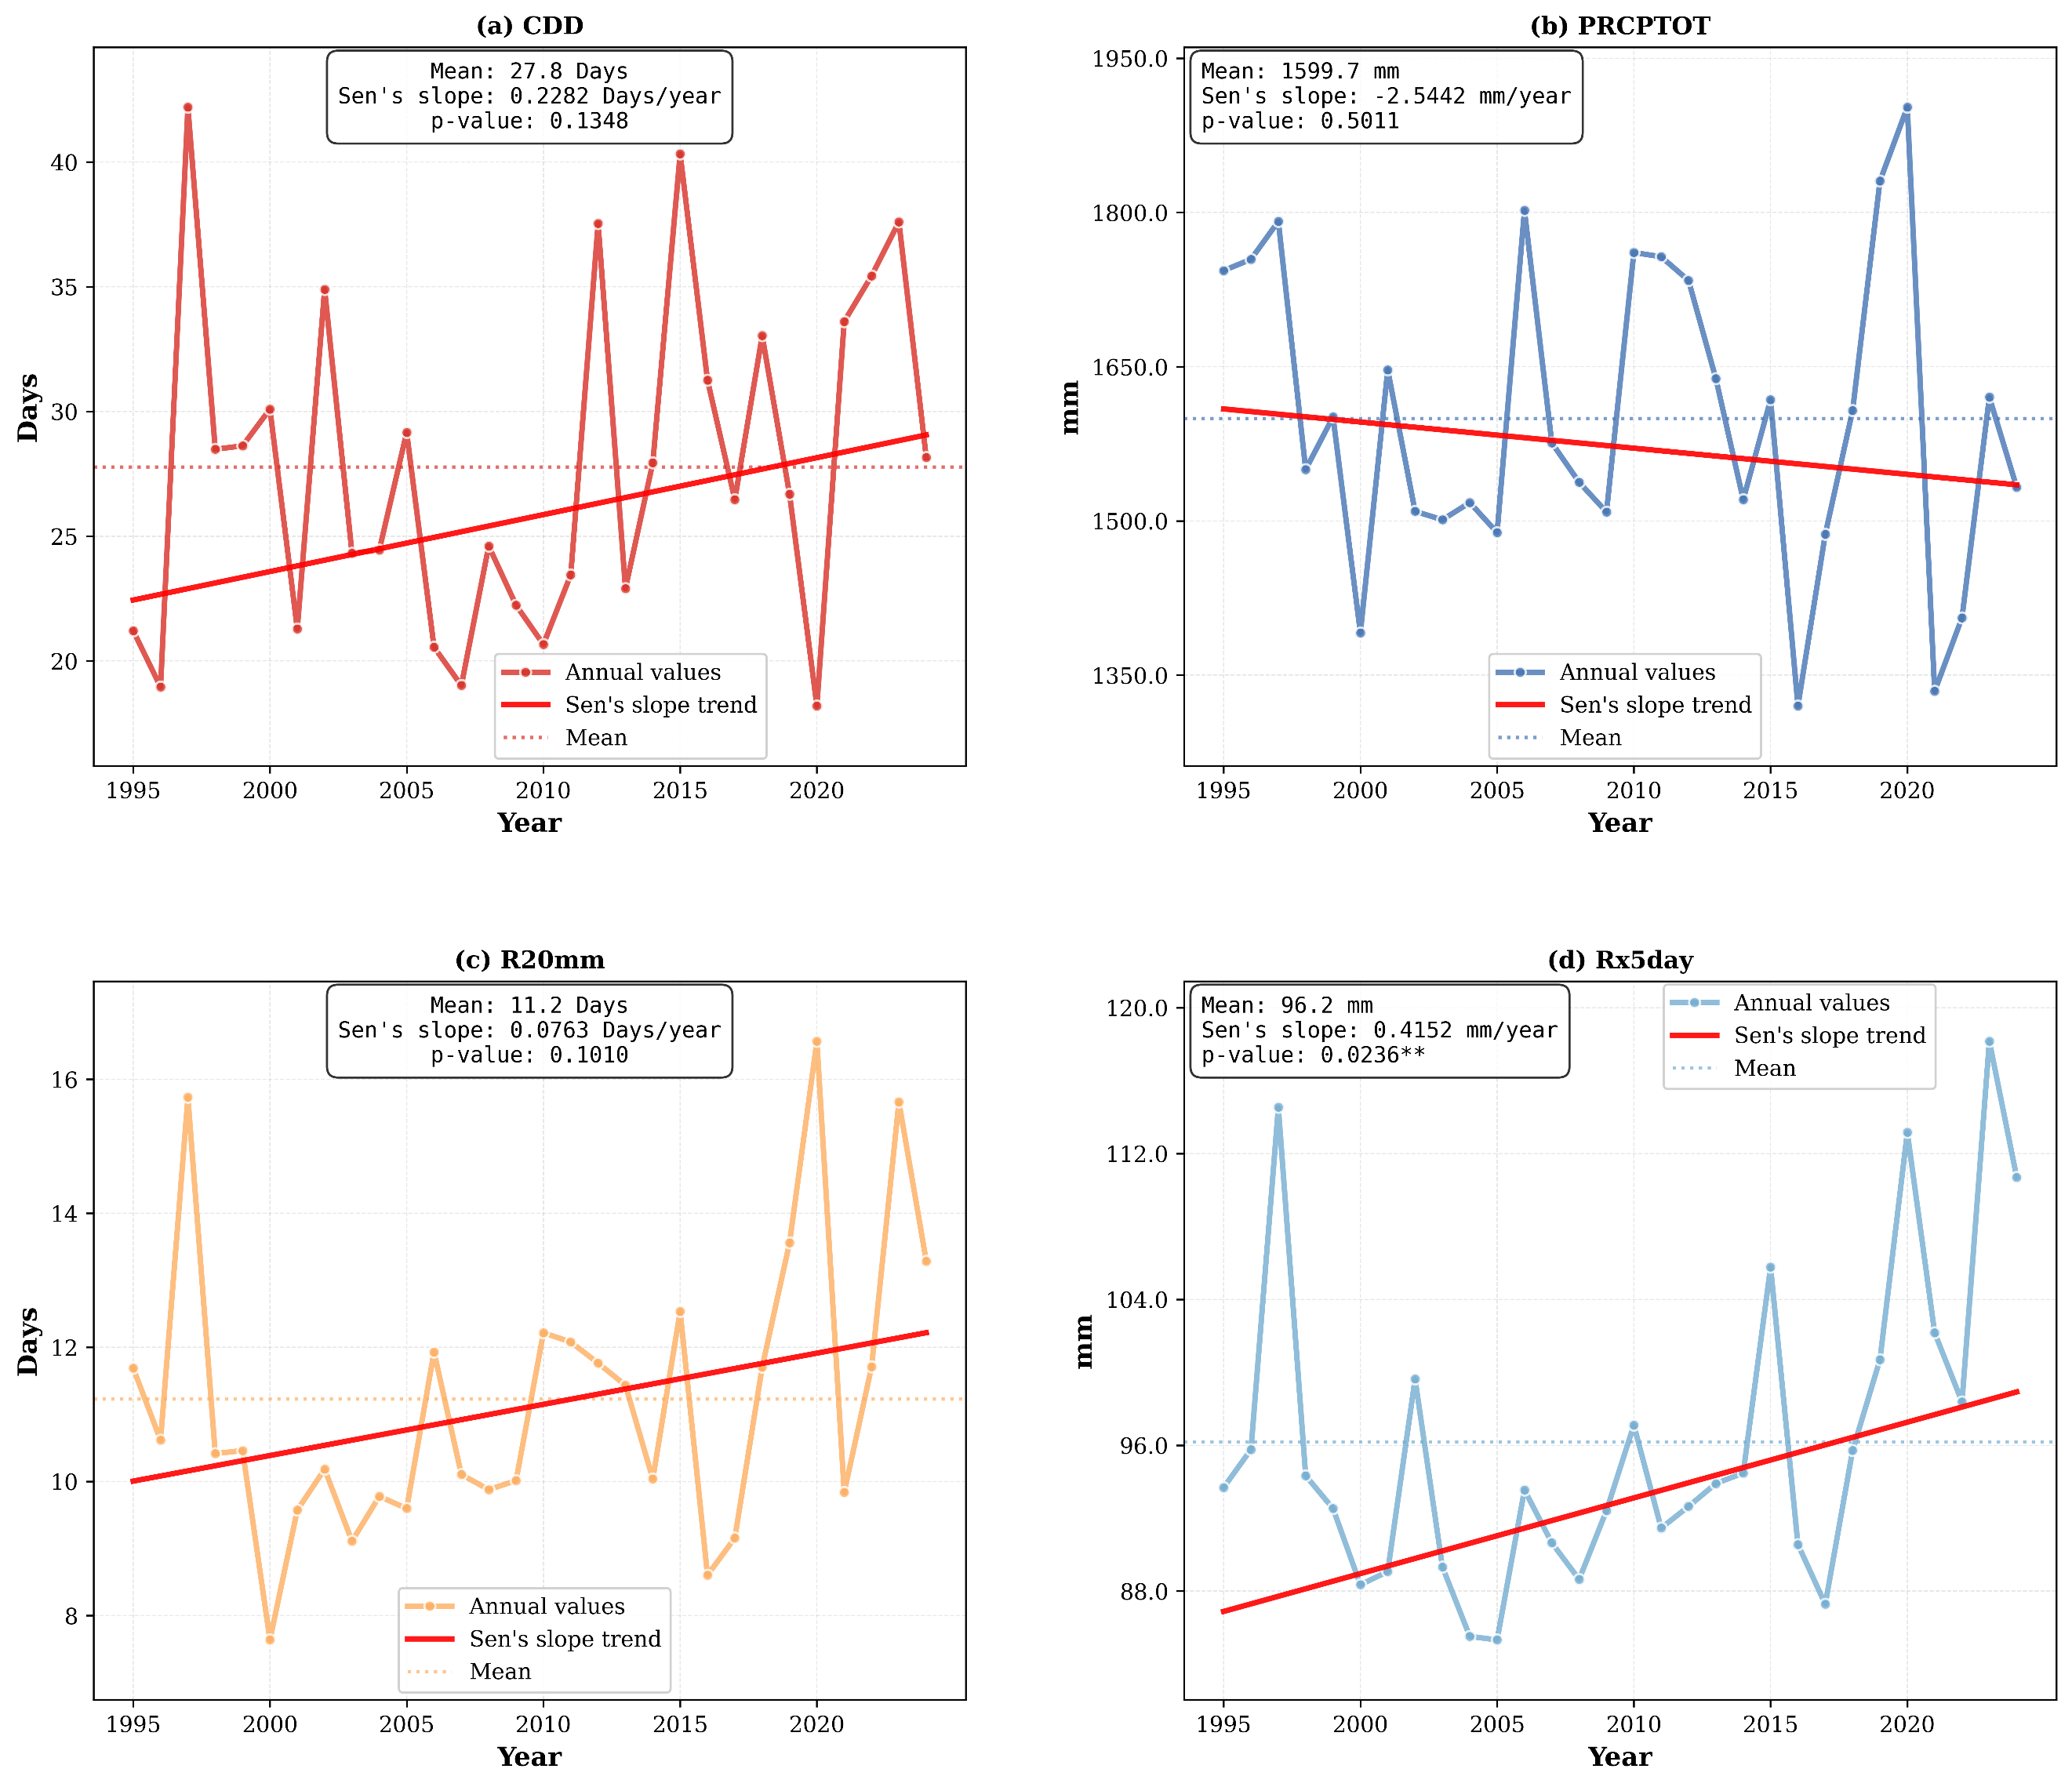 (a) CDD
Mean: 27.8 Days
Sen's slope: 0.2282 Days/year
p-value: 0.1348
40
35
30
25
20
Days
Annual values
Sen's slope trend
Mean
1995 2000 2005 2010 2015 2020
Year
(b) PRCPTOT
Mean: 1599.7 mm
Sen's slope: -2.5442 mm/year
p-value: 0.5011
1950.0
1800.0
1650.0
1500.0
1350.0
mm
Annual values
Sen's slope trend
Mean
1995 2000 2005 2010 2015 2020
Year
(c) R20mm
Mean: 11.2 Days
Sen's slope: 0.0763 Days/year
p-value: 0.1010
16
14
12
10
8
Days
Annual values
Sen's slope trend
Mean
1995 2000 2005 2010 2015 2020
Year
(d) Rx5day
Mean: 96.2 mm
Sen's slope: 0.4152 mm/year
p-value: 0.0236**
Annual values
Sen's slope trend
Mean
120.0
112.0
104.0
96.0
88.0
mm
1995 2000 2005 2010 2015 2020
Year